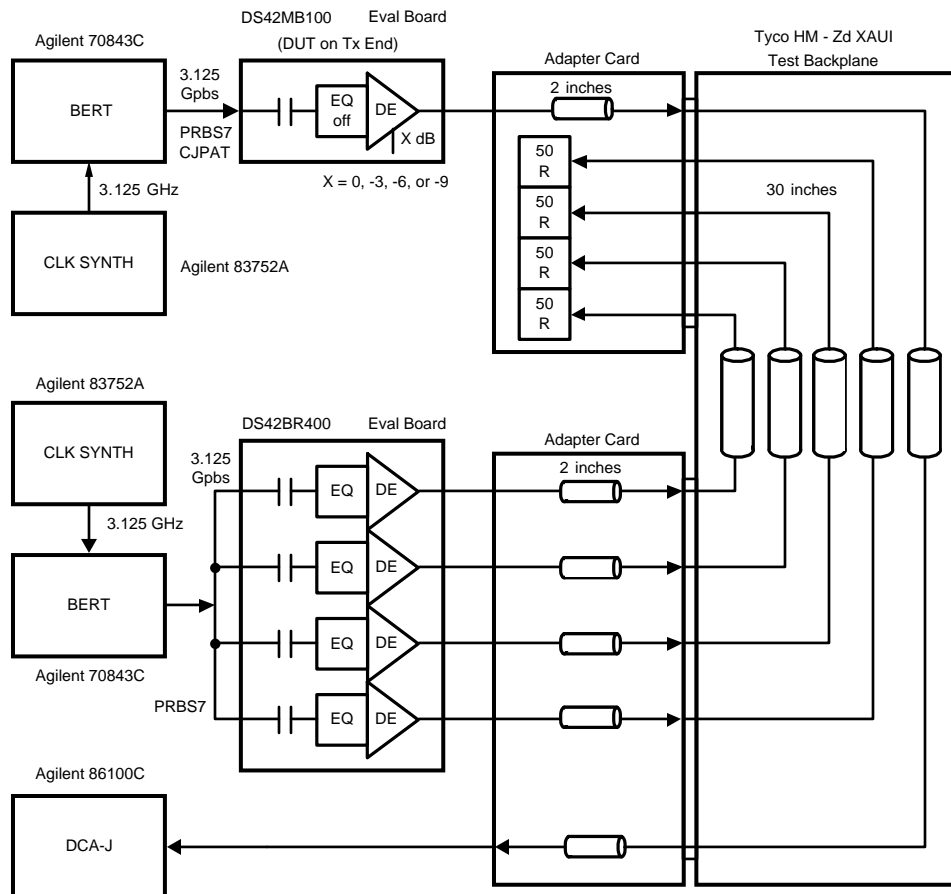 DS42MB100 Eval Board
Agilent 70843C
(DUT on Tx End)
Tyco HM - Zd XAUI
Test Backplane
Adapter Card
3.125
Gpbs
2 inches
BERT
EQ
off
DE
PRBS7
CJPAT
X dB
50
R
3.125 GHz
X = 0, -3, -6, or -9
30 inches
50
R
CLK SYNTH
Agilent 83752A
50
R
50
R
Agilent 83752A
DS42BR400 Eval Board
Adapter Card
CLK SYNTH
3.125
Gpbs
2 inches
EQ
DE
3.125 GHz
EQ
DE
BERT
EQ
DE
Agilent 70843C
PRBS7
EQ
DE
Agilent 86100C
DCA-J